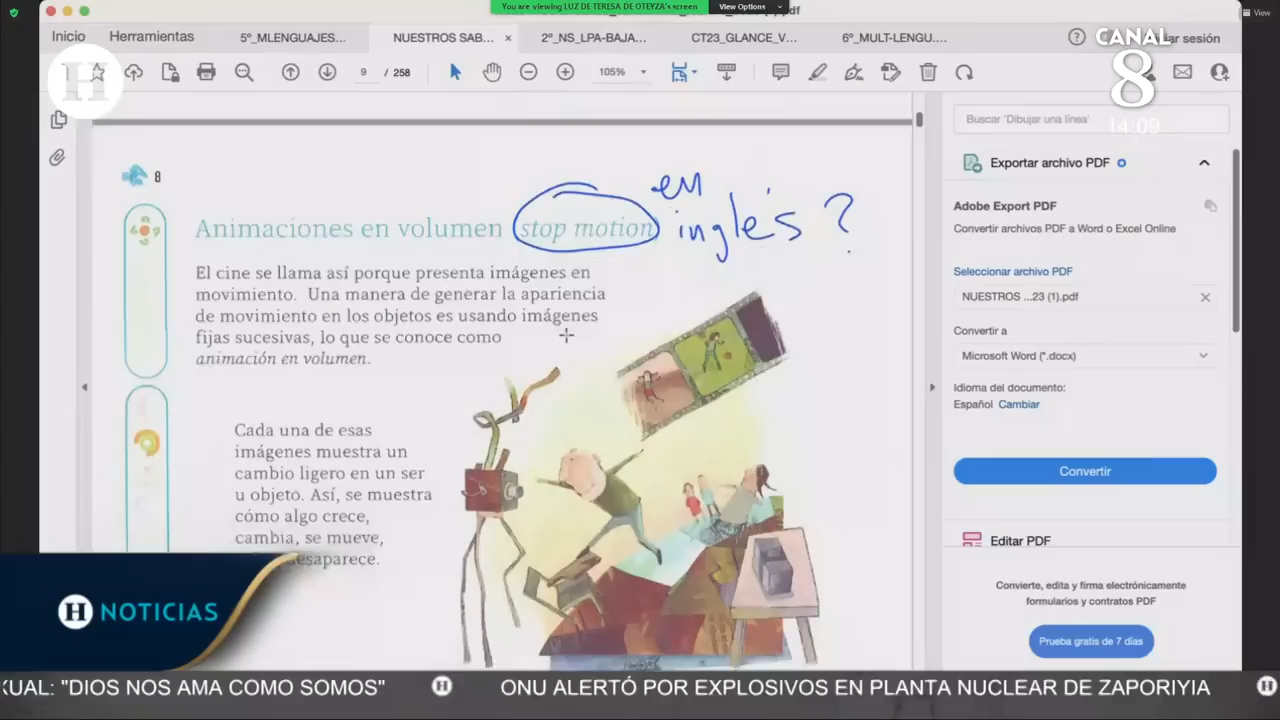 You are viewing LUZ DE TERESA DE OTEYZA's screen
View Options
View
Inicio
Herramientas
5º_MLENGUAJES...
NUESTROS SAB...
2º_NS_LPA-BAJA...
CT23_GLANCE_V...
6º_MULT-LENGU....
sesión
9 / 258
105%
CANAL
8
14:09
H
8
Animaciones en volumen stop motion
en
inglés ?
El cine se llama así porque presenta imágenes en
movimiento. Una manera de generar la apariencia
de movimiento en los objetos es usando imágenes
fijas sucesivas, lo que se conoce como
animación en volumen.
Cada una de esas
imágenes muestra un
cambio ligero en un ser
u objeto. Así, se muestra
cómo algo crece,
cambia, se mueve,
desaparece.
Buscar 'Dibujar una línea'
Exportar archivo PDF
Adobe Export PDF
Convertir archivos PDF a Word o Excel Online
Seleccionar archivo PDF
NUESTROS ...23 (1).pdf
Convertir a
Microsoft Word (*.docx)
Idioma del documento:
Español Cambiar
Convertir
Editar PDF
Convierte, edita y firma electrónicamente
formularios y contratos PDF
Prueba gratis de 7 días
H NOTICIAS
XUAL: "DIOS NOS AMA COMO SOMOS" H ONU ALERTÓ POR EXPLOSIVOS EN PLANTA NUCLEAR DE ZAPORIYIA H